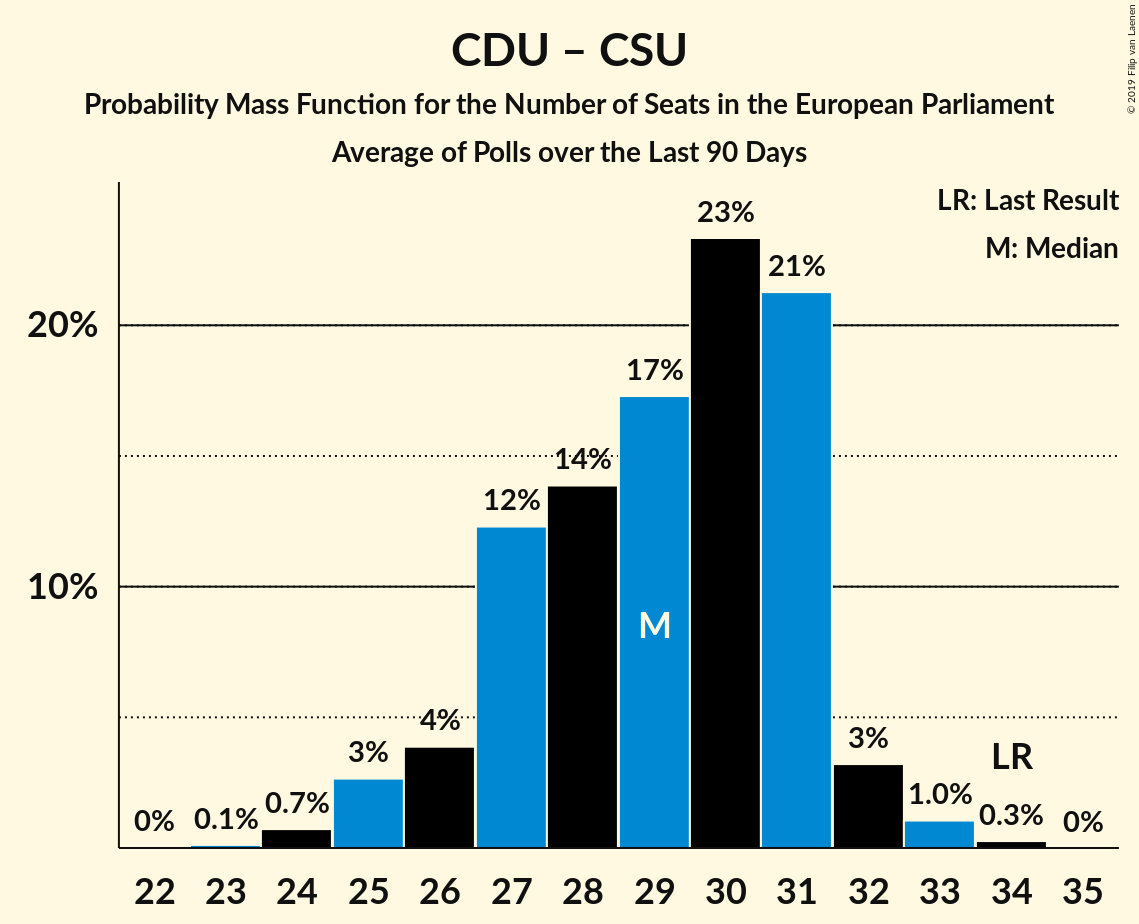 CDU – CSU
Probability Mass Function for the Number of Seats in the European Parliament
Average of Polls over the Last 90 Days
© 2019 Filip van Laenen
LR: Last Result
M: Median
20%
10%
0%
0.1%
0.7%
3%
4%
12%
14%
17%
23%
21%
3%
1.0%
0.3%
0%
M
LR
22 23 24 25 26 27 28 29 30 31 32 33 34 35